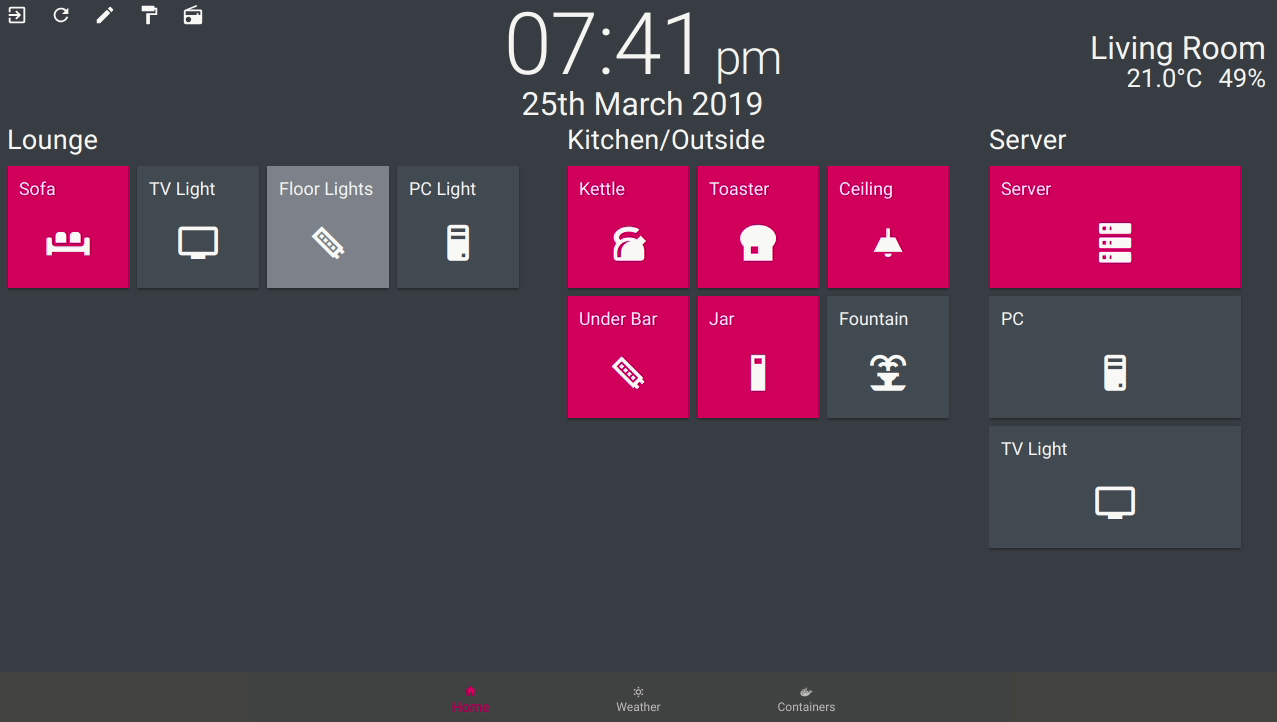 07:41 pm
25th March 2019
Living Room
21.0°C 49%
Lounge
Sofa
TV Light
Floor Lights
PC Light
Kitchen/Outside
Kettle
Toaster
Ceiling
Under Bar
Jar
Fountain
Server
Server
PC
TV Light
Home
Weather
Containers